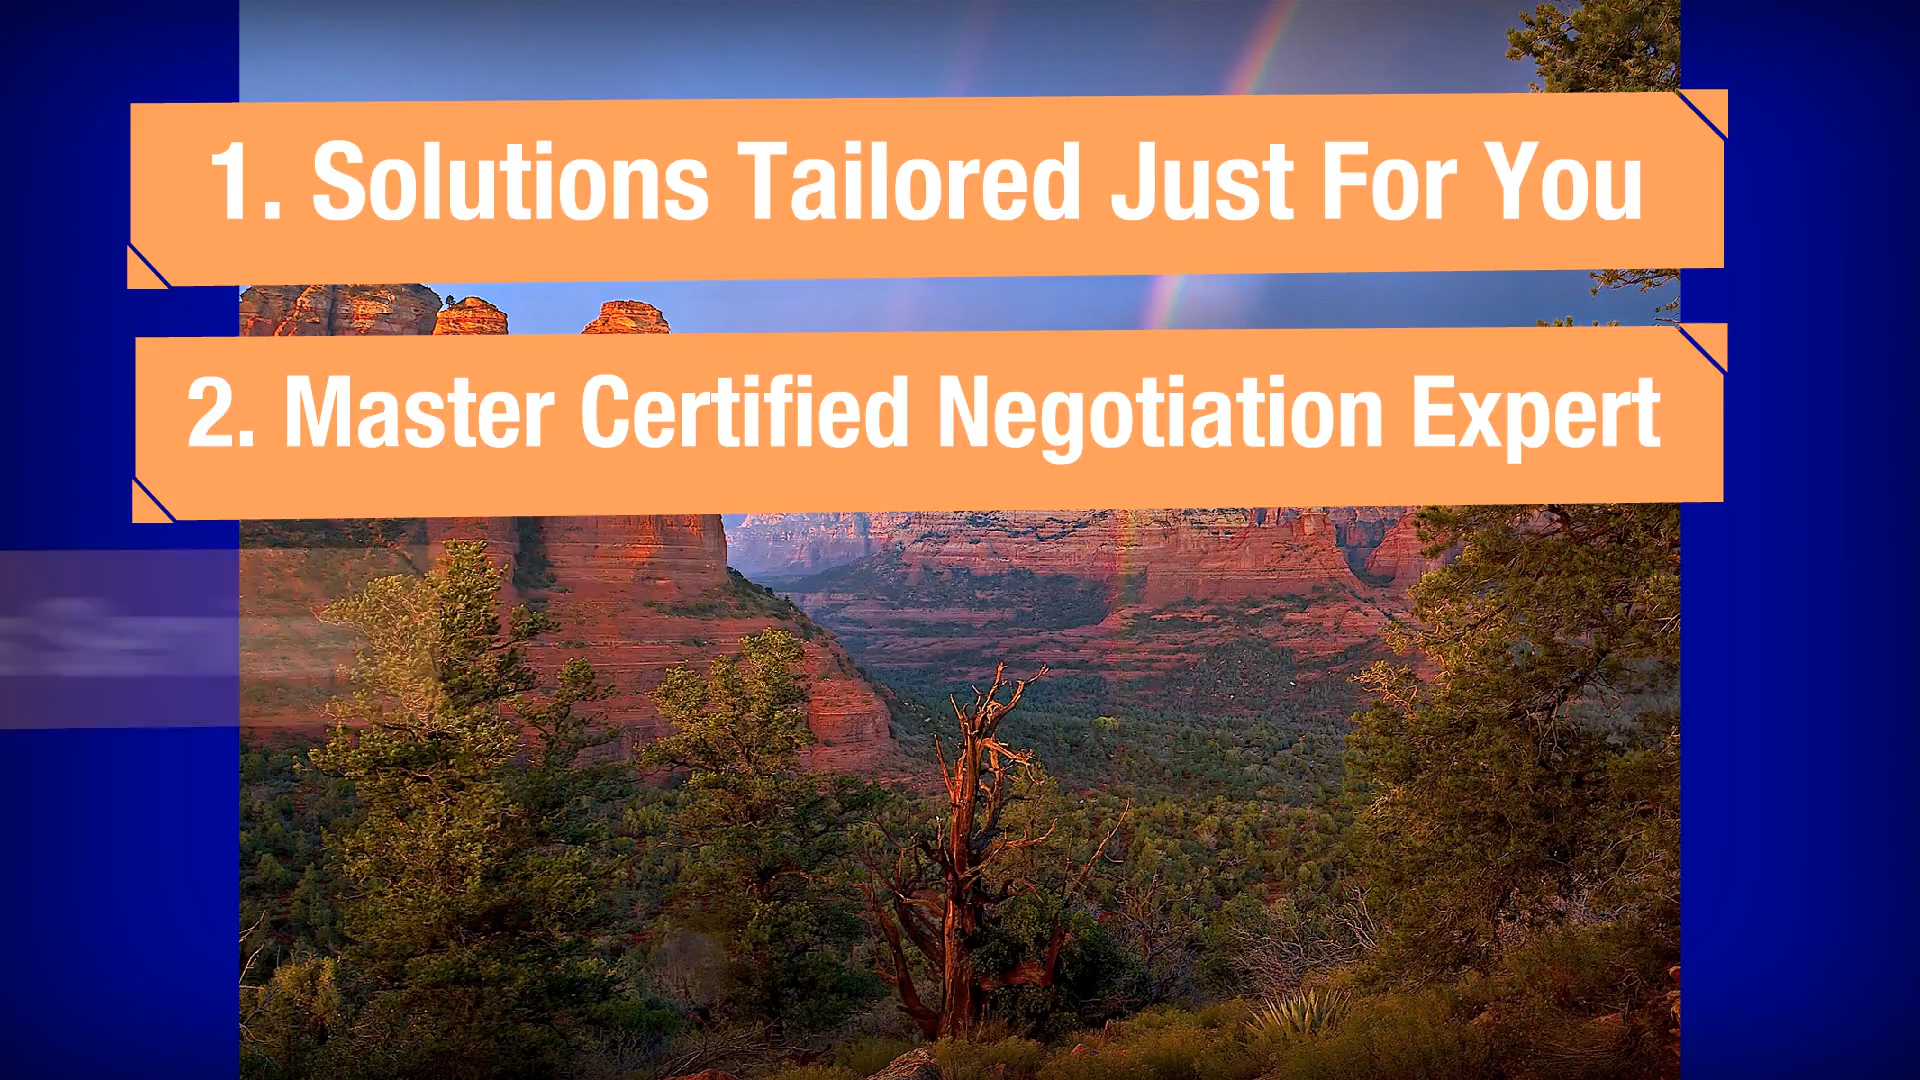 1. Solutions Tailored Just For You
2. Master Certified Negotiation Expert